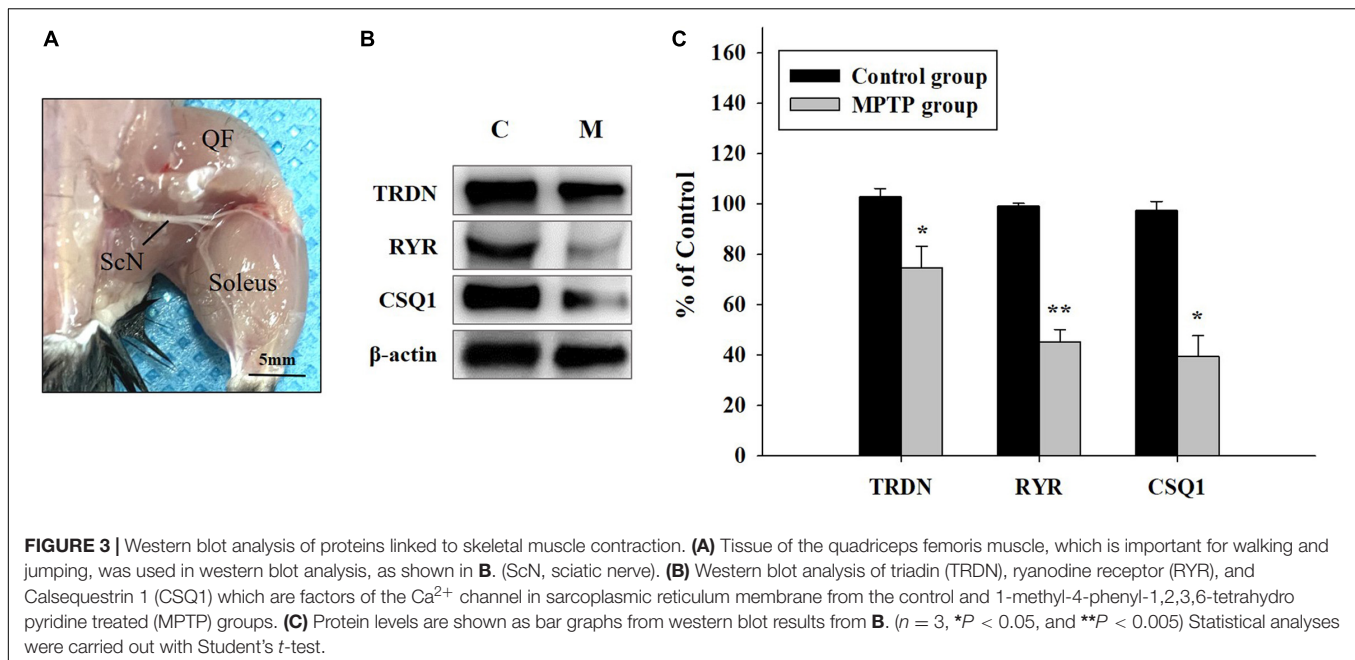 A
QF
ScN
Soleus
5mm
B
C M
TRDN
RYR
CSQ1
β-actin
C
160
140
120
100
80
60
40
20
0
% of Control
Control group
MPTP group
*
**
*
TRDN RYR CSQ1
FIGURE 3 | Western blot analysis of proteins linked to skeletal muscle contraction. (A) Tissue of the quadriceps femoris muscle, which is important for walking and
jumping, was used in western blot analysis, as shown in B. (ScN, sciatic nerve). (B) Western blot analysis of triadin (TRDN), ryanodine receptor (RYR), and
Calsequestrin 1 (CSQ1) which are factors of the Ca²⁺ channel in sarcoplasmic reticulum membrane from the control and 1-methyl-4-phenyl-1,2,3,6-tetrahydro
pyridine treated (MPTP) groups. (C) Protein levels are shown as bar graphs from western blot results from B. (n = 3, *P < 0.05, and **P < 0.005) Statistical analyses
were carried out with Student's t-test.